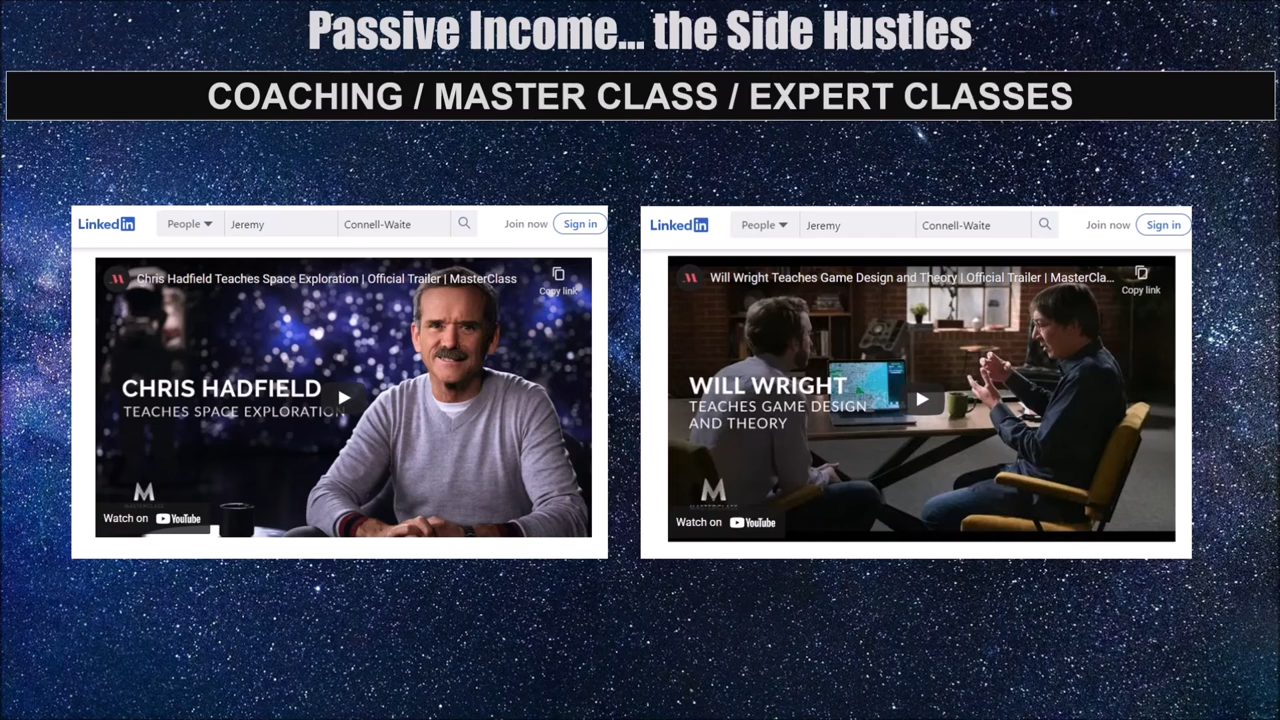 Passive Income... the Side Hustles
COACHING / MASTER CLASS / EXPERT CLASSES
Linkedin People Jeremy Connell-Waite Join now Sign in
Chris Hadfield Teaches Space Exploration | Official Trailer | MasterClass
Copy link
CHRIS HADFIELD
TEACHES SPACE EXPLORATION
M
Watch on YouTube
Linkedin People Jeremy Connell-Waite Join now Sign in
Will Wright Teaches Game Design and Theory | Official Trailer | MasterCla...
Copy link
WILL WRIGHT
TEACHES GAME DESIGN
AND THEORY
M
MASTERCLASS
Watch on YouTube